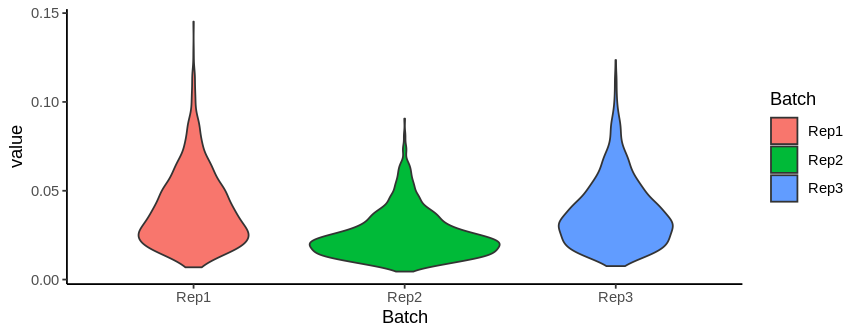 0.15
0.10
0.05
0.00
value
Rep1
Rep2
Rep3
Batch
Batch
Rep1
Rep2
Rep3